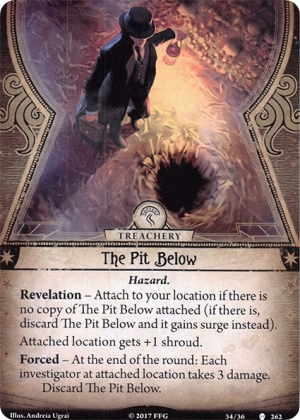 TREACHERY
The Pit Below
Hazard.
Revelation – Attach to your location if there is
no copy of The Pit Below attached (if there is,
discard The Pit Below and it gains surge instead).
Attached location gets +1 shroud.
Forced – At the end of the round: Each
investigator at attached location takes 3 damage.
Discard The Pit Below.
Illus. Andreia Ugrai
© 2017 FFG
34/36
262